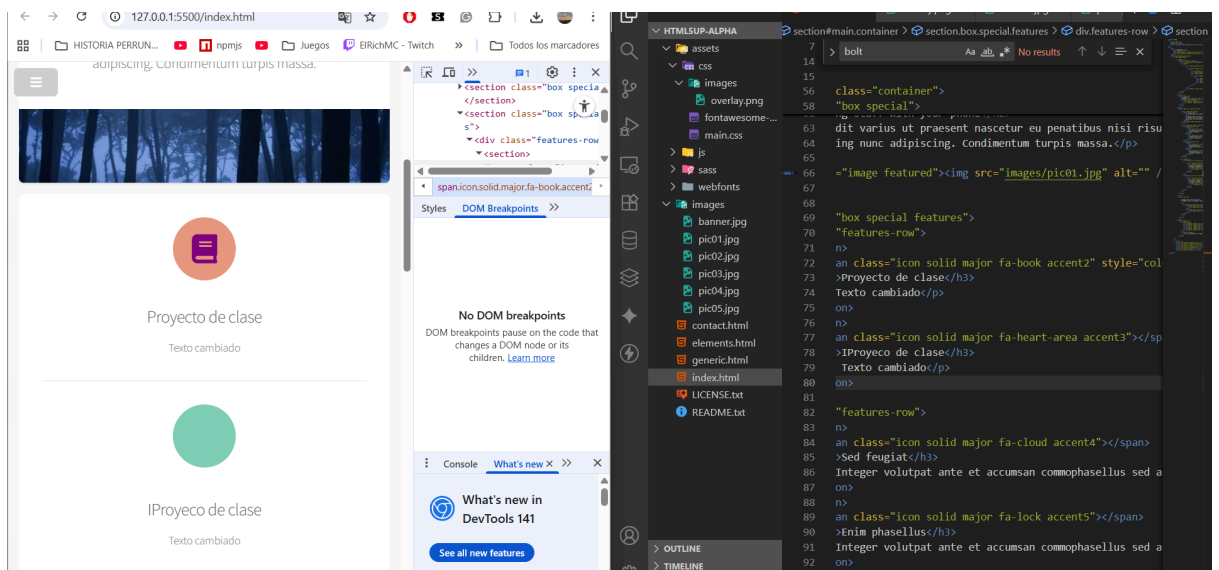 127.0.0.1:5500/index.html
HISTORIA PERRUN...
npmjs
Juegos
ElRichMC - Twitch
»
Todos los marcadores
adipiscing. Condimentum turpis massa.
Proyecto de clase
Texto cambiado
IProyeco de clase
Texto cambiado
1
<section class="box specia
</section>
<section class="box specia
s">
<div class="features-row
<section>
span.icon.solid.major.fa-book.accent2
Styles
DOM Breakpoints
No DOM breakpoints
DOM breakpoints pause on the code that
changes a DOM node or its
children. Learn more
Console
What's new
What's new in
DevTools 141
See all new features
HTML5UP-ALPHA
assets
css
images
overlay.png
fontawesome-...
main.css
js
sass
webfonts
images
banner.jpg
pic01.jpg
pic02.jpg
pic03.jpg
pic04.jpg
pic05.jpg
contact.html
elements.html
generic.html
index.html
LICENSE.txt
README.txt
OUTLINE
TIMELINE
section#main.container > section.box.special.features > div.features-row > section
bolt
Aa ab .* No results
7
14
15
56 class="container">
58 "box special">
63 dit varius ut praesent nascetur eu penatibus nisi risu
64 ing nunc adipiscing. Condimentum turpis massa.</p>
65
66 ="image featured"><img src="images/pic01.jpg" alt="" /
67
68
69 "box special features">
70 "features-row">
71 n>
72 an class="icon solid major fa-book accent2" style="col
73 >Proyecto de clase</h3>
74 Texto cambiado</p>
75 on>
76 n>
77 an class="icon solid major fa-heart-area accent3"></sp
78 >IProyeco de clase</h3>
79 Texto cambiado</p>
80 on>
81
82 "features-row">
83 n>
84 an class="icon solid major fa-cloud accent4"></span>
85 >Sed feugiat</h3>
86 Integer volutpat ante et accumsan commophasellus sed a
87 on>
88 n>
89 an class="icon solid major fa-lock accent5"></span>
90 >Enim phasellus</h3>
91 Integer volutpat ante et accumsan commophasellus sed a
92 on>